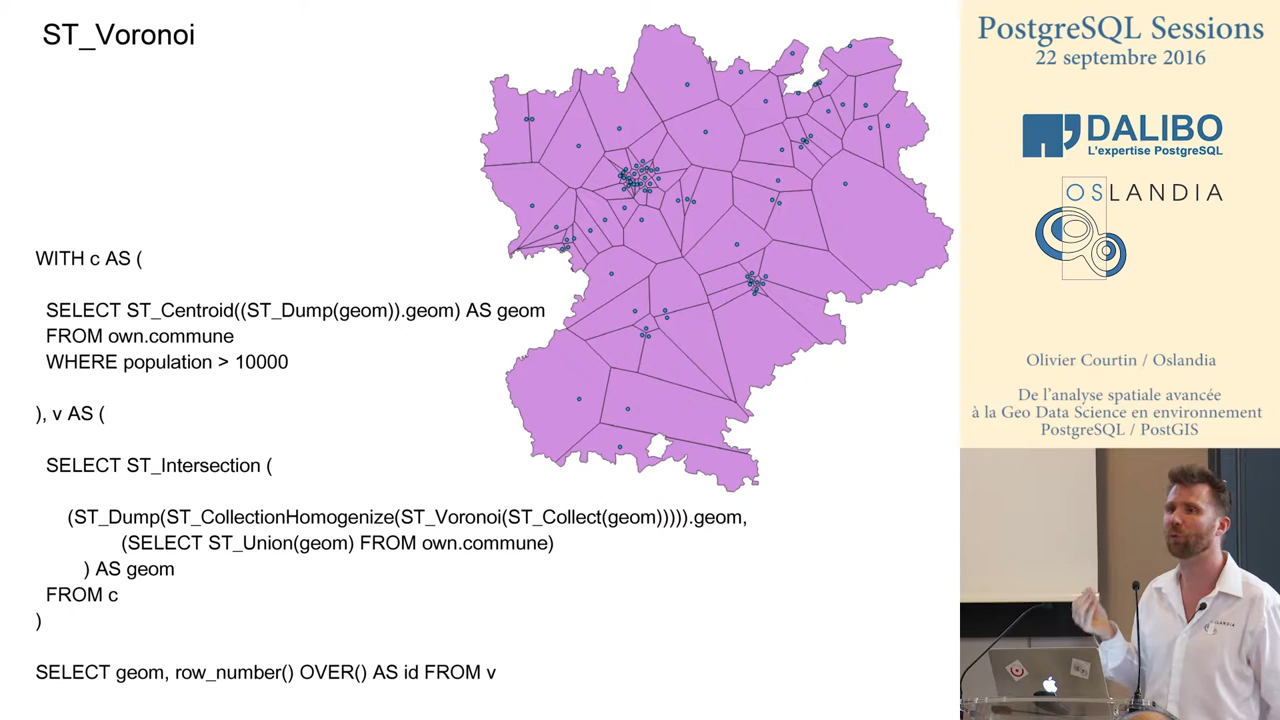 ST_Voronoi
WITH c AS (
SELECT ST_Centroid((ST_Dump(geom)).geom) AS geom
FROM own.commune
WHERE population > 10000
), v AS (
SELECT ST_Intersection (
(ST_Dump(ST_CollectionHomogenize(ST_Voronoi(ST_Collect(geom))))).geom,
(SELECT ST_Union(geom) FROM own.commune)
) AS geom
FROM c
)
SELECT geom, row_number() OVER() AS id FROM v
PostgreSQL Sessions
22 septembre 2016
DALIBO
L'expertise PostgreSQL
OSLANDIA
Olivier Courtin / Oslandia
De l'analyse spatiale avancée
à la Geo Data Science en environnement
PostgreSQL / PostGIS
OSLANDIA